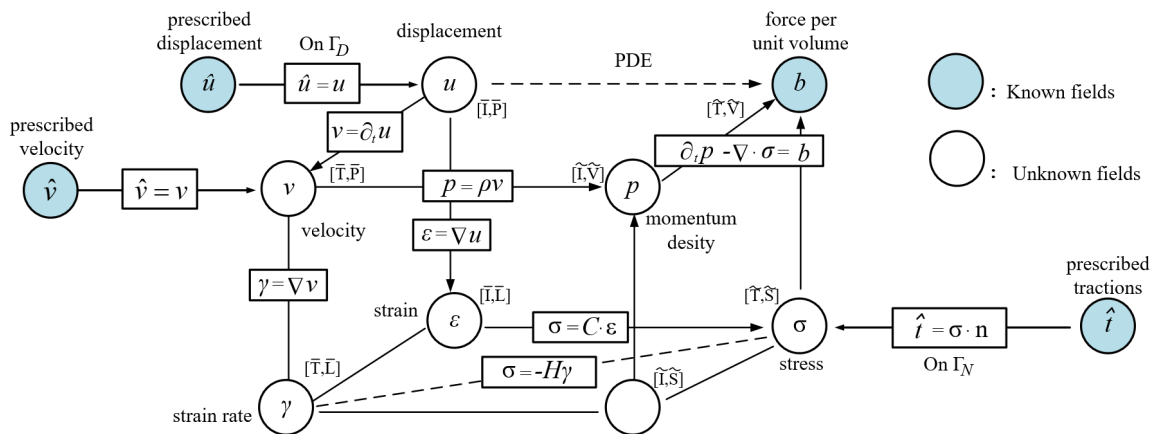 prescribed
displacement
û
On Γ_D
û = u
displacement
u
[Ī,P̄]
PDE
force per
unit volume
b
: Known fields
: Unknown fields
v = ∂_t u
[T̃,Ṽ]
∂_t p - ∇ · σ = b
prescribed
velocity
v̂
v̂ = v
v
[T̄,P̄]
velocity
p = ρv
[Ĩ,Ṽ]
p
momentum
desity
ε = ∇u
γ = ∇v
strain
[Ī,L̄]
ε
σ = C · ε
[T̃,S̃]
σ
stress
t̂ = σ · n
On Γ_N
prescribed
tractions
t̂
[T̄,L̄]
σ = -Hγ
[Ĩ,S̃]
strain rate
γ